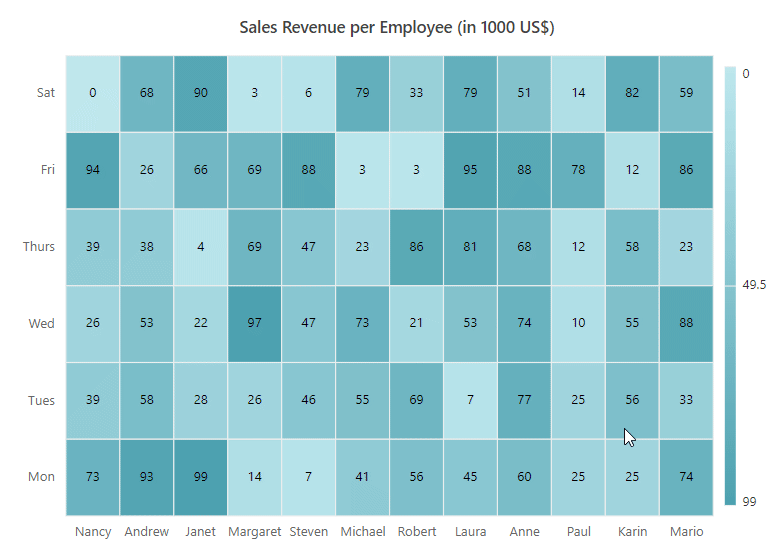 Sales Revenue per Employee (in 1000 US$)
Sat 0 68 90 3 6 79 33 79 51 14 82 59
Fri 94 26 66 69 88 3 3 95 88 78 12 86
Thurs 39 38 4 69 47 23 86 81 68 12 58 23
Wed 26 53 22 97 47 73 21 53 74 10 55 88
Tues 39 58 28 26 46 55 69 7 77 25 56 33
Mon 73 93 99 14 7 41 56 45 60 25 25 74
Nancy Andrew Janet Margaret Steven Michael Robert Laura Anne Paul Karin Mario
0
49.5
99